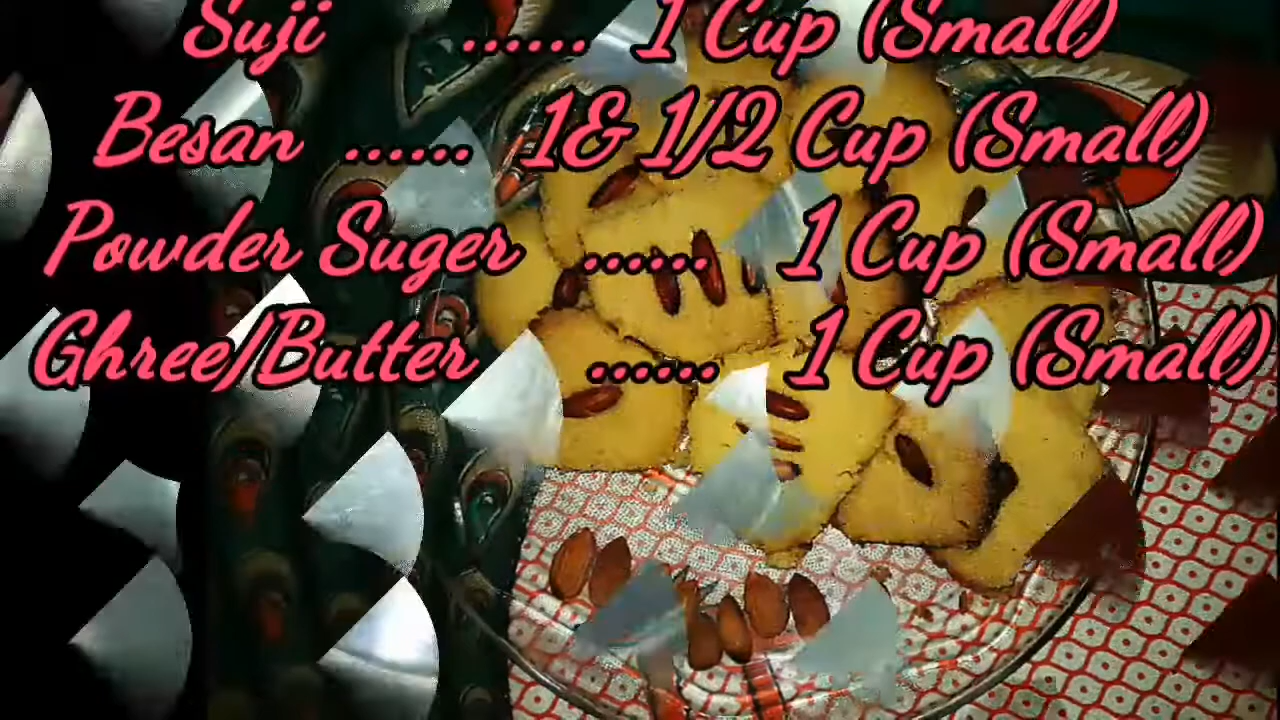 Suji ...... 1 Cup (Small)
Besan ...... 1& 1/2 Cup (Small)
Powder Suger ...... 1 Cup (Small)
Ghree/Butter ...... 1 Cup (Small)